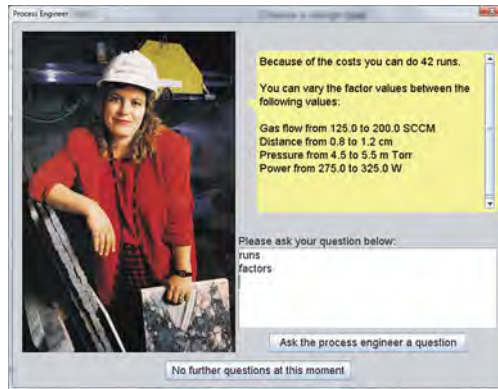 Process Engineer
Because of the costs you can do 42 runs.
You can vary the factor values between the
following values:
Gas flow from 125.0 to 200.0 SCCM
Distance from 0.8 to 1.2 cm
Pressure from 4.5 to 5.5 m Torr
Power from 275.0 to 325.0 W
Please ask your question below:
runs
factors
Ask the process engineer a question
No further questions at this moment